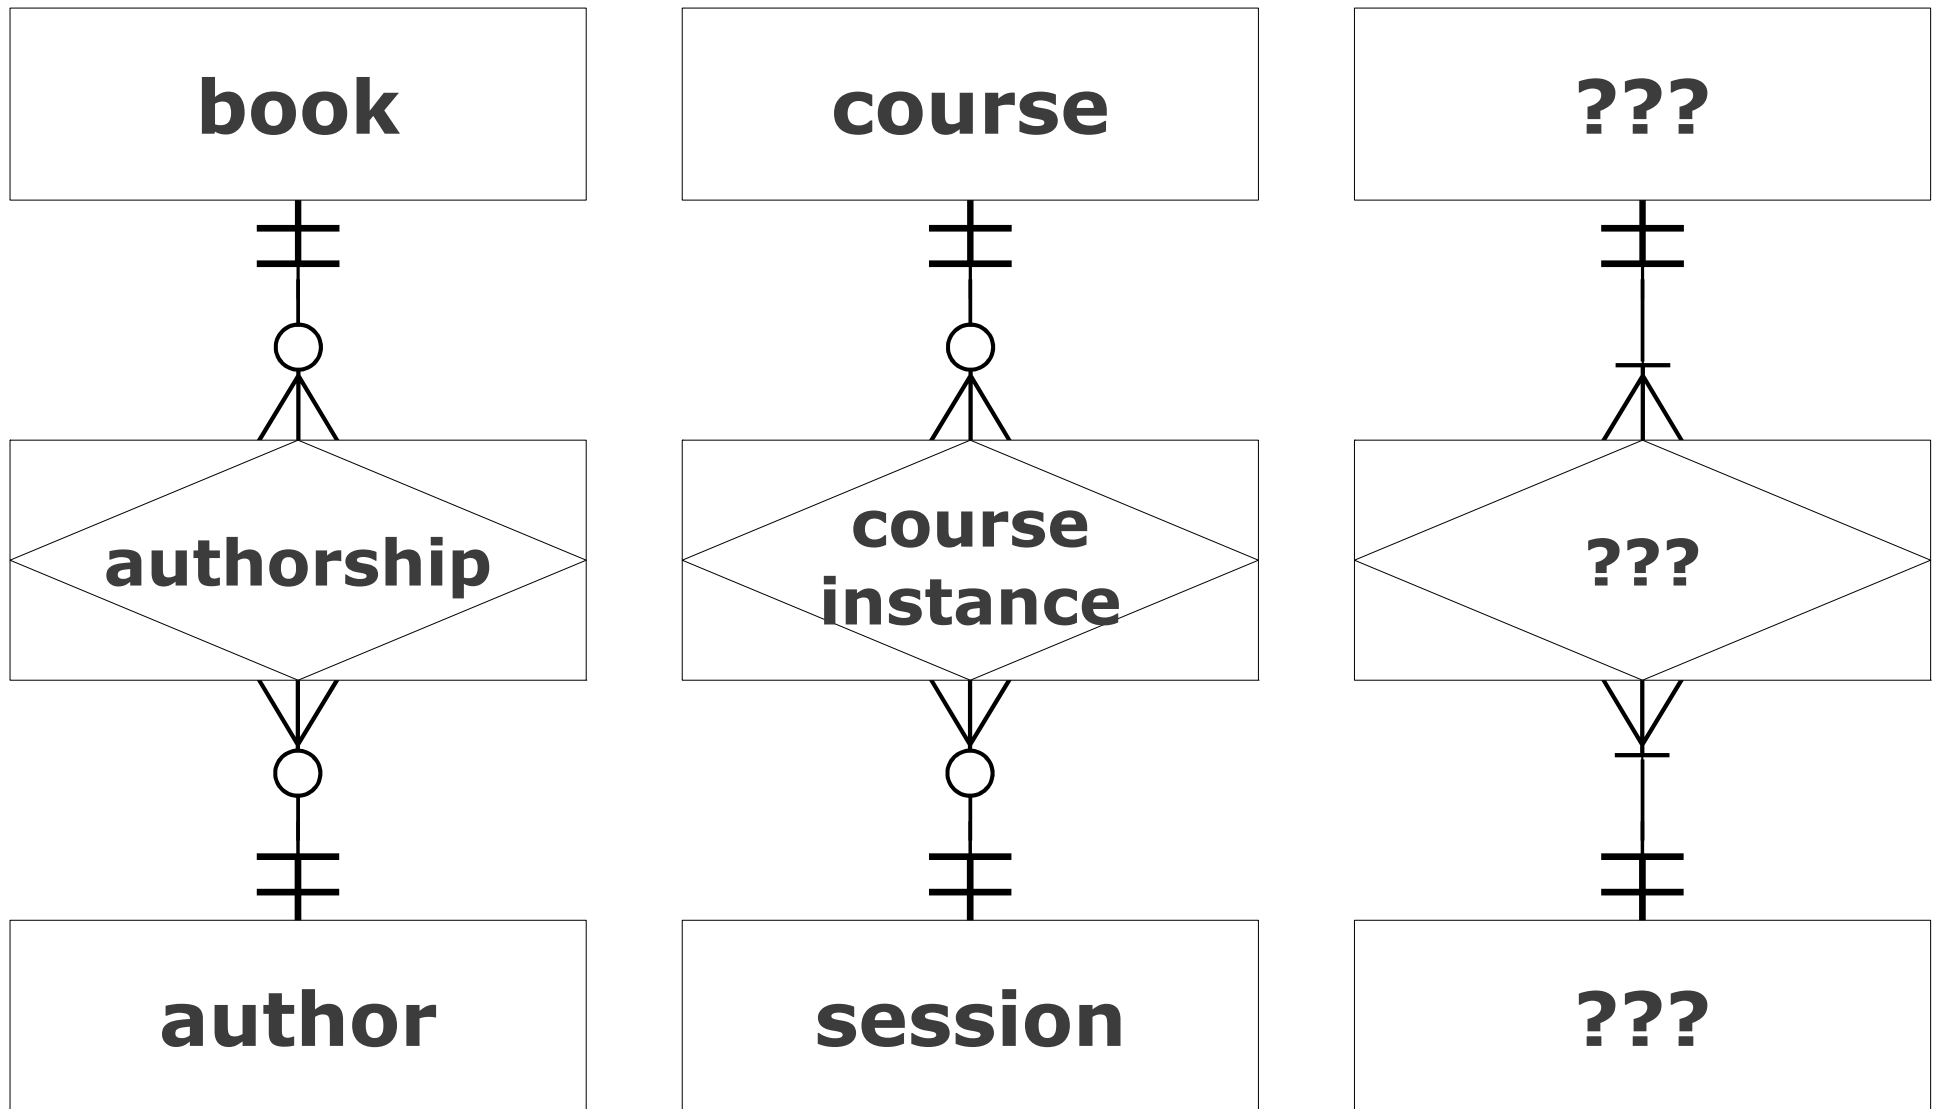 book
course
???
authorship
course
instance
???
author
session
???